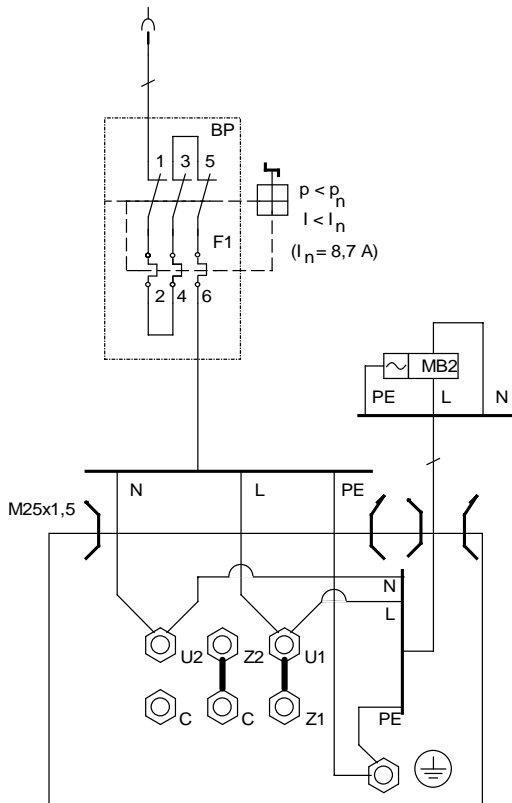 BP
1 3 5
p < pn
I < In
(In = 8,7 A)
F1
2 4 6
MB2
PE L N
N L PE
M25x1,5
N
L
U2 Z2 U1
C C Z1
PE